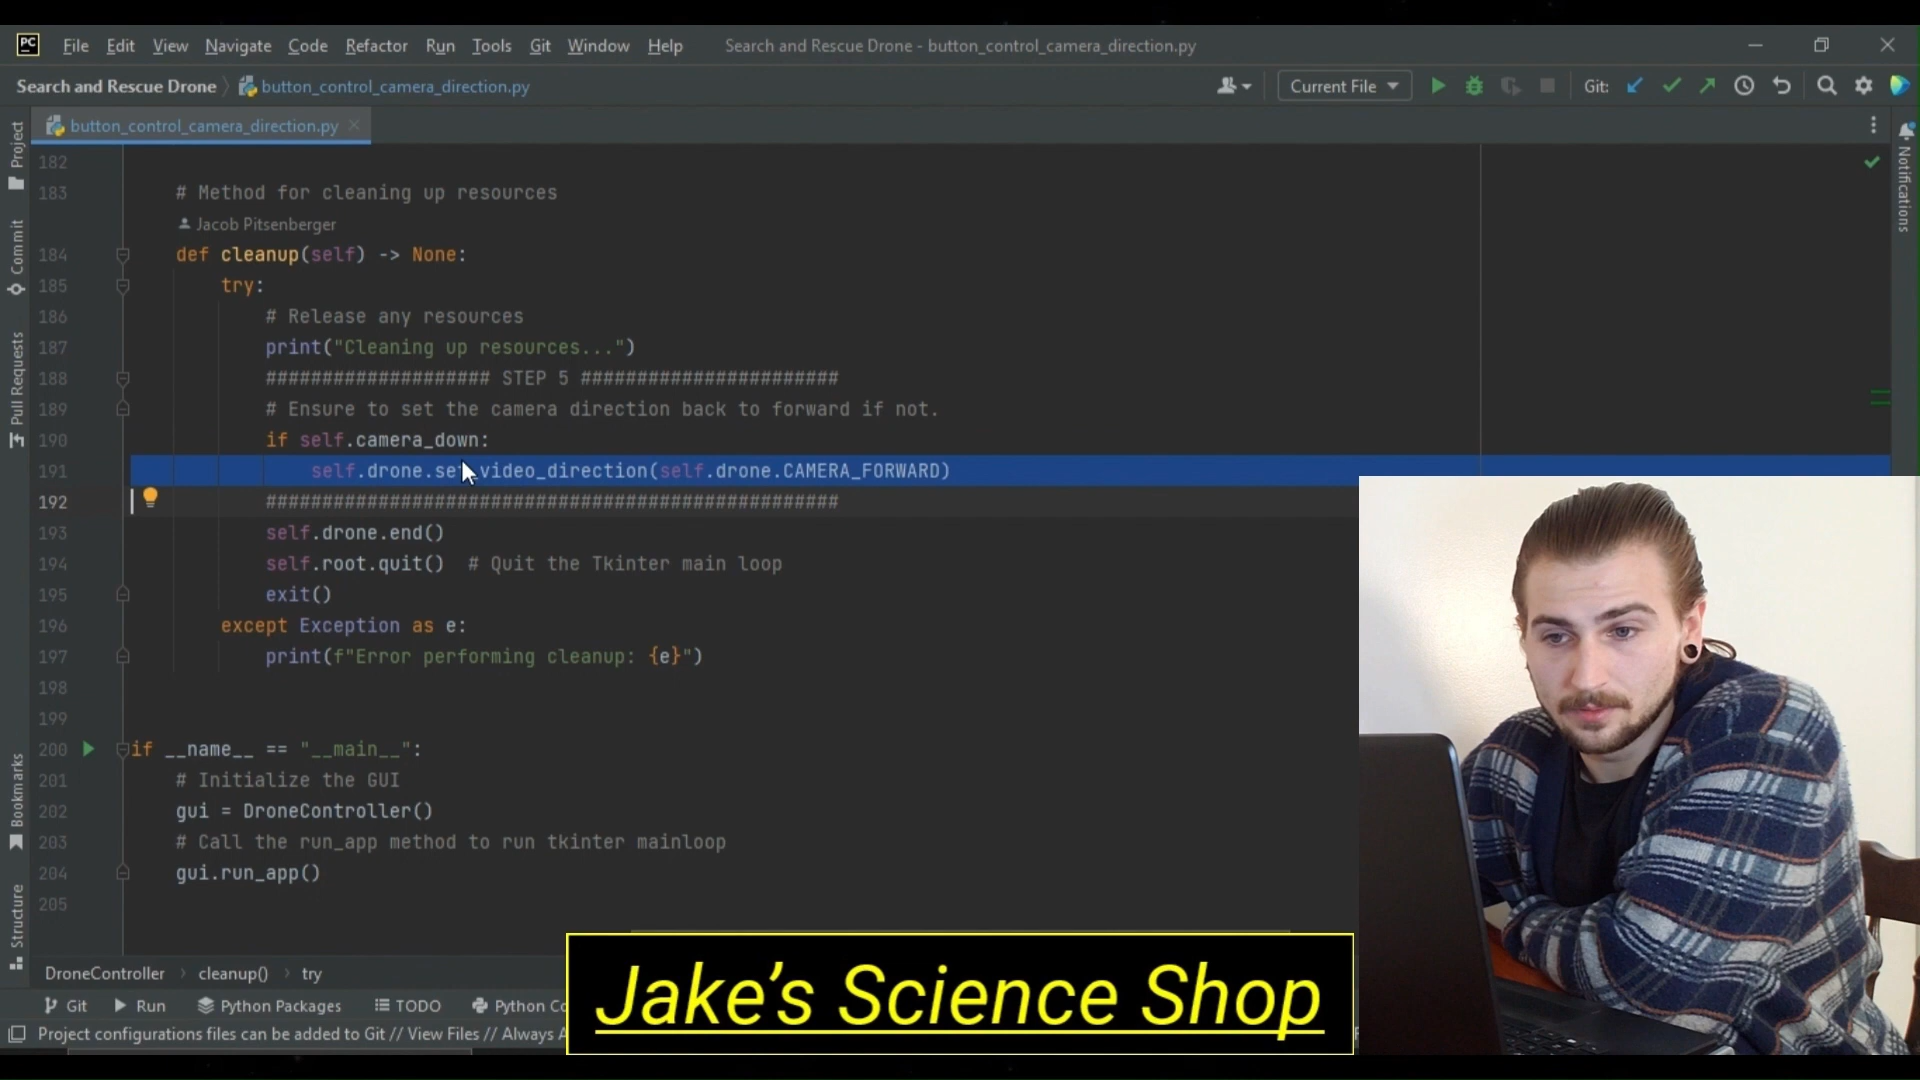 PC File Edit View Navigate Code Refactor Run Tools Git Window Help Search and Rescue Drone - button_control_camera_direction.py
Search and Rescue Drone button_control_camera_direction.py Current File Git:
button_control_camera_direction.py
Project
Commit
Pull Requests
Bookmarks
Structure
Notifications
182
183 # Method for cleaning up resources
Jacob Pitsenberger
184 def cleanup(self) -> None:
185 try:
186 # Release any resources
187 print("Cleaning up resources...")
188 #################### STEP 5 #######################
189 # Ensure to set the camera direction back to forward if not.
190 if self.camera_down:
191 self.drone.set_video_direction(self.drone.CAMERA_FORWARD)
192 ###################################################
193 self.drone.end()
194 self.root.quit() # Quit the Tkinter main loop
195 exit()
196 except Exception as e:
197 print(f"Error performing cleanup: {e}")
198
199
200 if __name__ == "__main__":
201 # Initialize the GUI
202 gui = DroneController()
203 # Call the run_app method to run tkinter mainloop
204 gui.run_app()
205
DroneController cleanup() try
Git Run Python Packages TODO Python
Project configurations files can be added to Git // View Files // Always
Jake's Science Shop